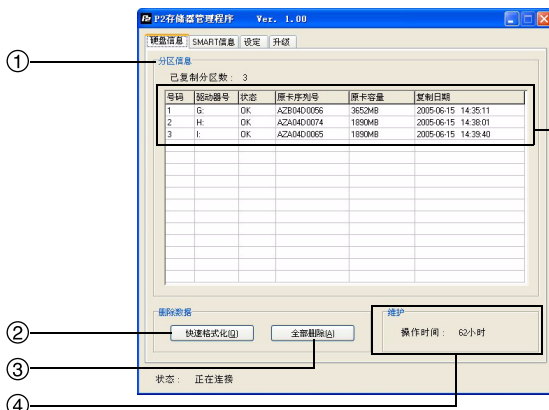 P2存储器管理程序 Ver. 1.00
硬盘信息 SMART信息 设定 升级
① 分区信息
已复制分区数： 3
号码 驱动器号 状态 原卡序列号 原卡容量 复制日期
1 G: OK AZB04D0056 3652MB 2005-06-15 14:35:11
2 H: OK AZA04D0074 1890MB 2005-06-15 14:38:01
3 I: OK AZA04D0065 1890MB 2005-06-15 14:39:40
删除数据 维护
② 快速格式化(Q) 全部删除(A) 操作时间： 62小时
③
状态： 正在连接
④